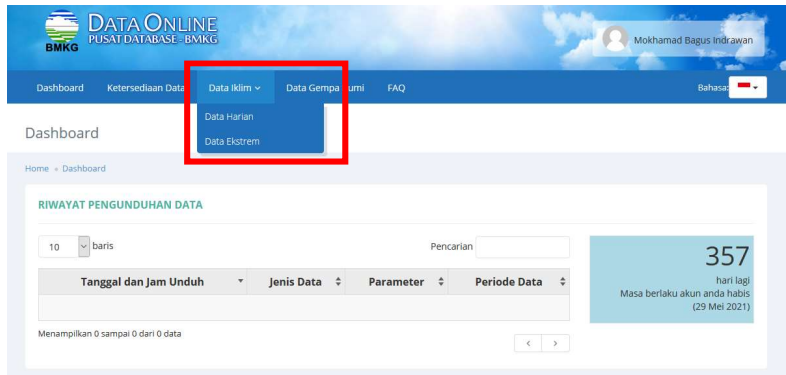 DATA ONLINE
PUSAT DATABASE - BMKG
BMKG
Mokhamad Bagus Indrawan
Dashboard Ketersediaan Data Data Iklim Data Gempa Bumi FAQ Bahasa:
Data Harian
Data Ekstrem
Dashboard
Home » Dashboard
RIWAYAT PENGUNDUHAN DATA
10 baris Pencarian
Tanggal dan Jam Unduh Jenis Data Parameter Periode Data
Menampilkan 0 sampai 0 dari 0 data
< >
357
hari lagi
Masa berlaku akun anda habis
(29 Mei 2021)